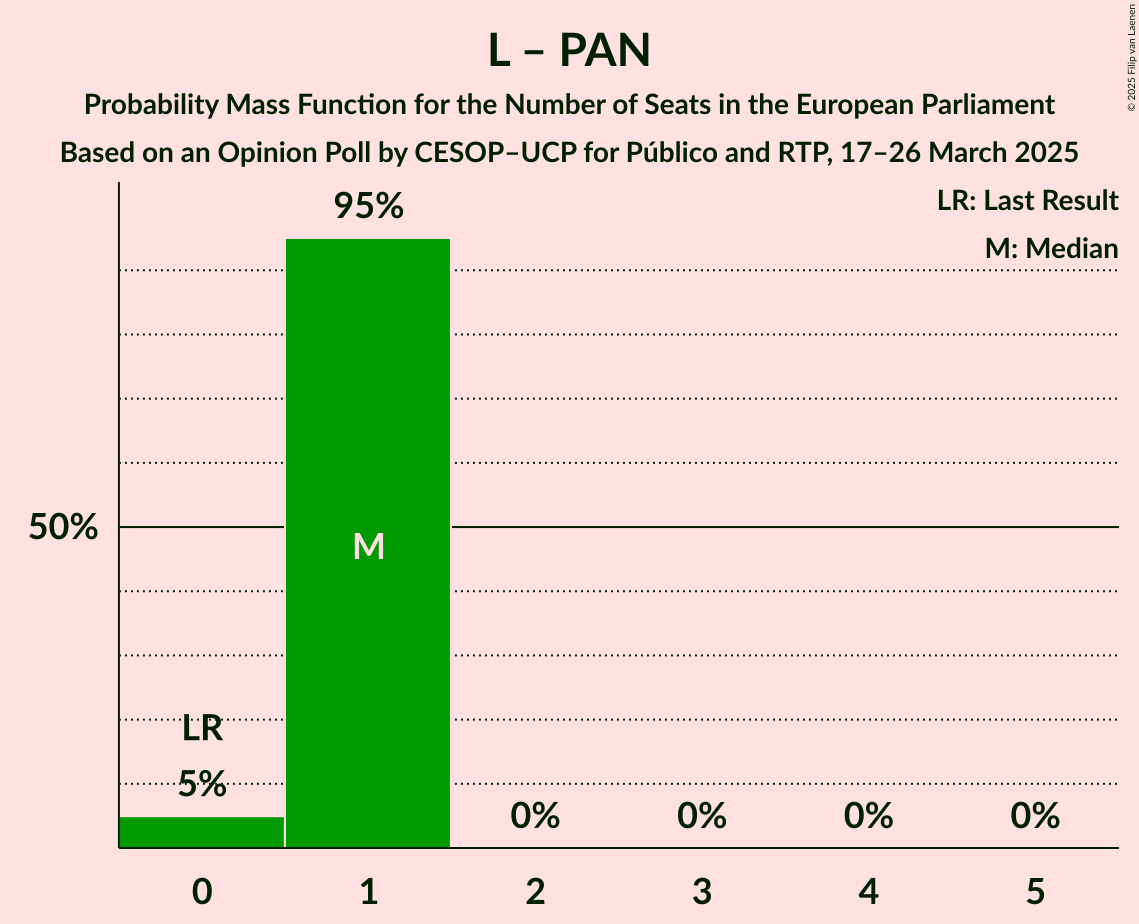 L – PAN
Probability Mass Function for the Number of Seats in the European Parliament
Based on an Opinion Poll by CESOP–UCP for Público and RTP, 17–26 March 2025
© 2025 Filip van Laenen
LR: Last Result
M: Median
95%
50%
M
LR
5%
0%
0%
0%
0%
0
1
2
3
4
5